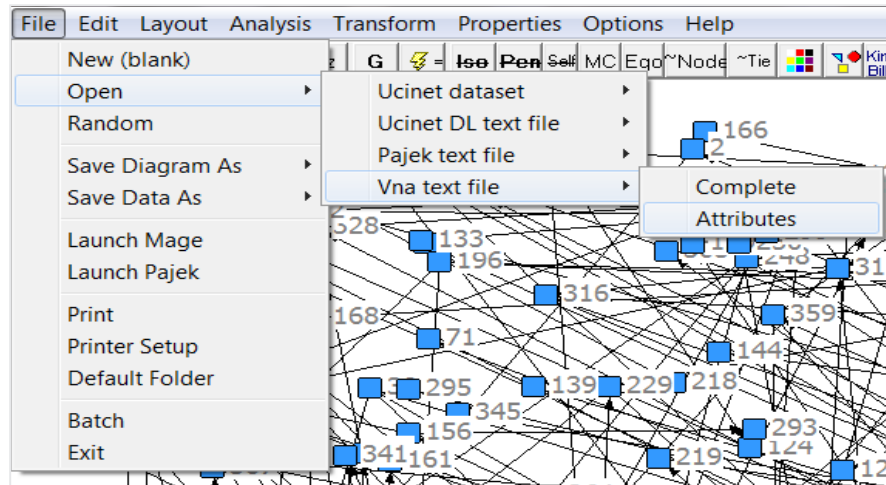 File Edit Layout Analysis Transform Properties Options Help
G = Iso Pen Self MC Ego ~Node ~Tie
New (blank)
Open
Random
Save Diagram As
Save Data As
Launch Mage
Launch Pajek
Print
Printer Setup
Default Folder
Batch
Exit
Ucinet dataset
Ucinet DL text file
Pajek text file
Vna text file
Complete
Attributes
166
2
133
196
316
168
359
71
144
295
139
229
218
345
156
293
124
341
161
219